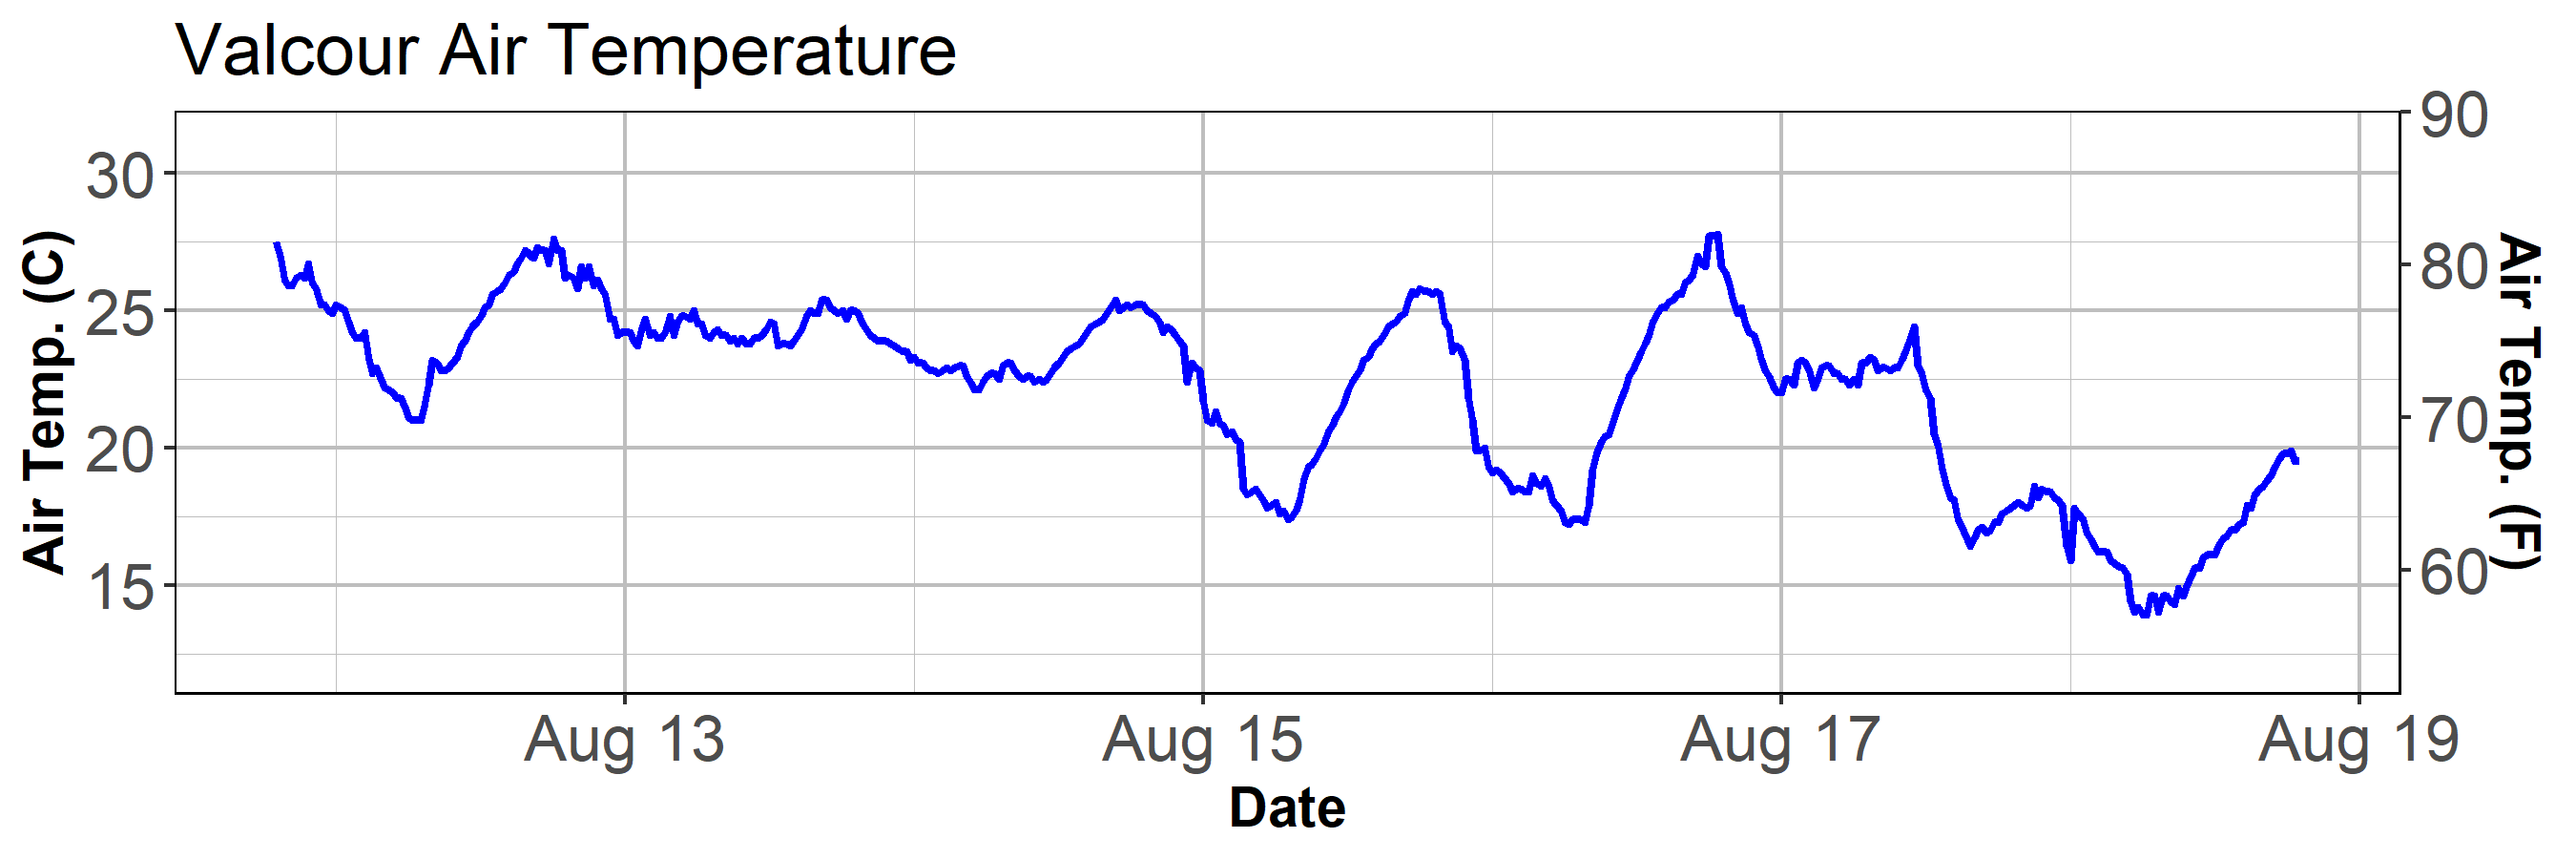 Valcour Air Temperature
Air Temp. (C)
30
25
20
15
90
80
70
60
Air Temp. (F)
Aug 13
Aug 15
Aug 17
Aug 19
Date